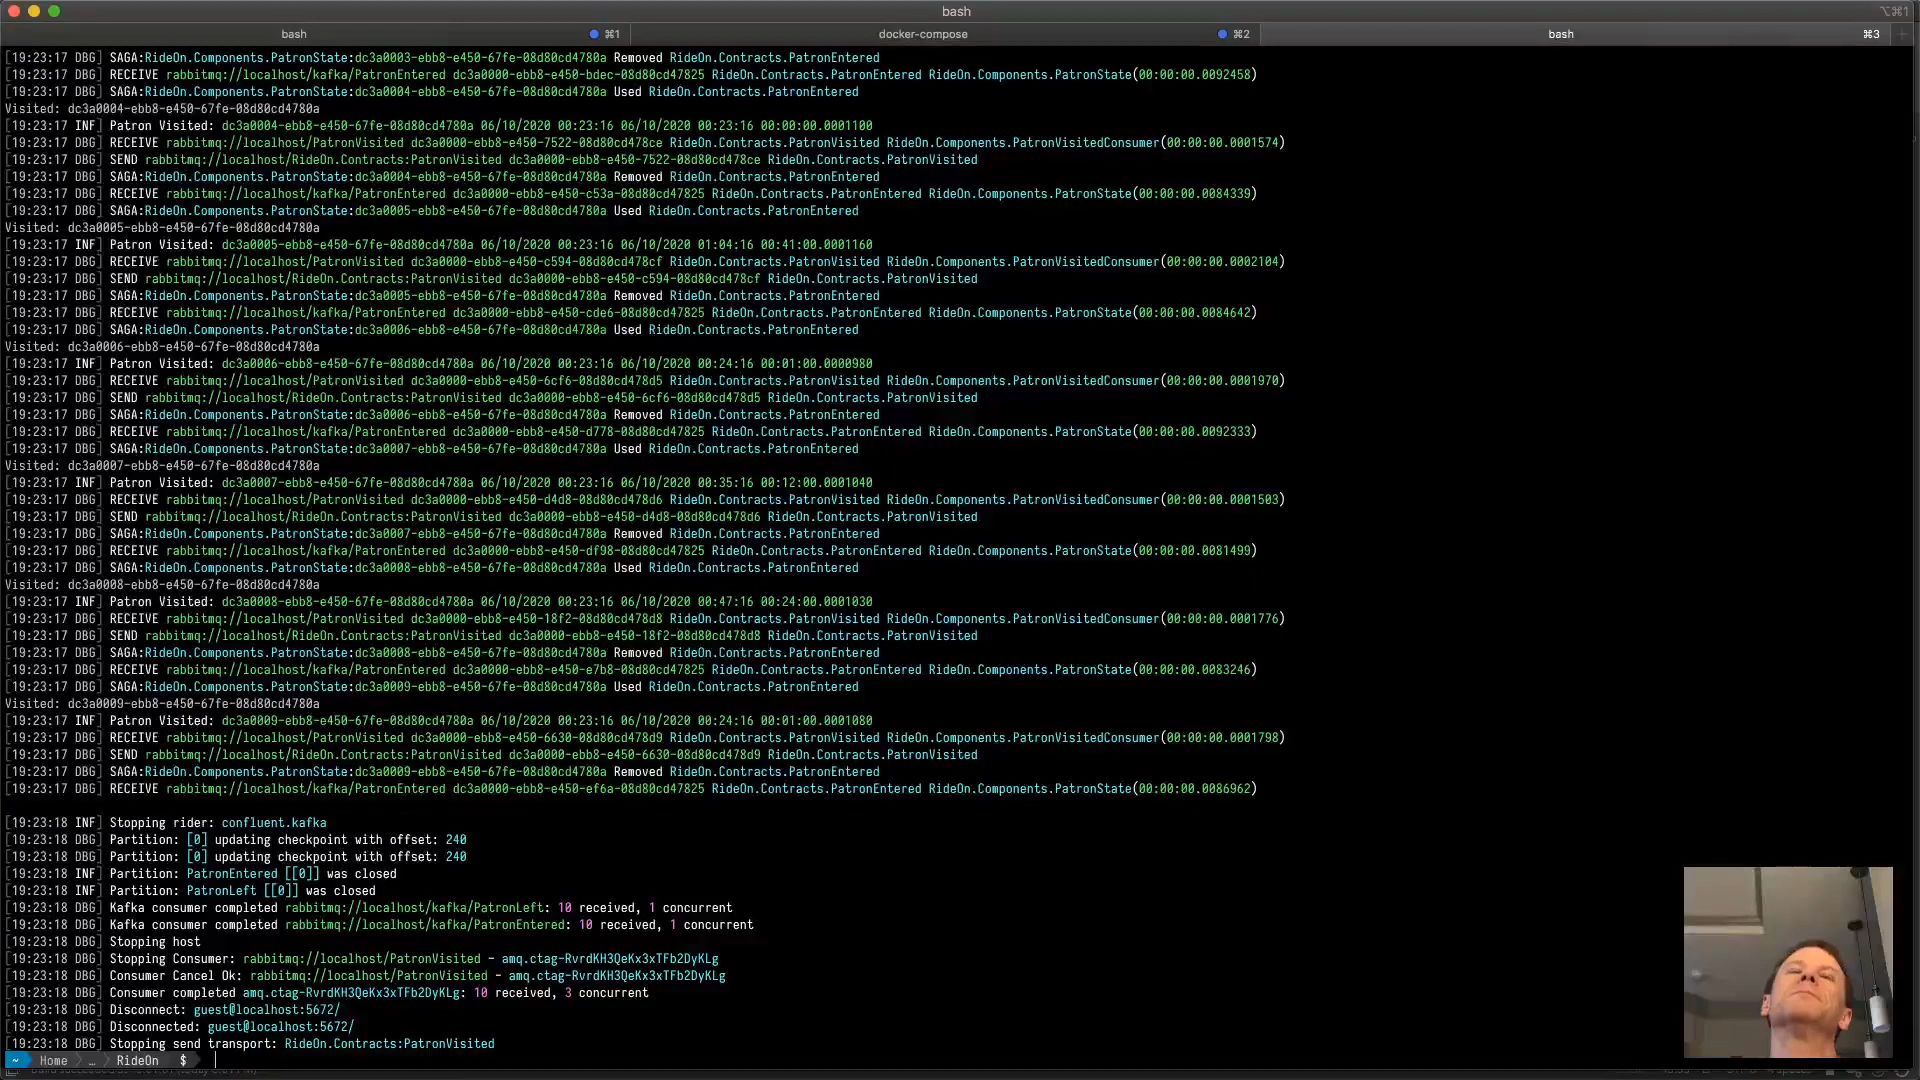 bash
⌥⌘1
bash ⌘1 docker-compose ⌘2 bash ⌘3
[19:23:17 DBG] SAGA:RideOn.Components.PatronState:dc3a0003-ebb8-e450-67fe-08d80cd4780a Removed RideOn.Contracts.PatronEntered
[19:23:17 DBG] RECEIVE rabbitmq://localhost/kafka/PatronEntered dc3a0000-ebb8-e450-bdec-08d80cd47825 RideOn.Contracts.PatronEntered RideOn.Components.PatronState(00:00:00.0092458)
[19:23:17 DBG] SAGA:RideOn.Components.PatronState:dc3a0004-ebb8-e450-67fe-08d80cd4780a Used RideOn.Contracts.PatronEntered
Visited: dc3a0004-ebb8-e450-67fe-08d80cd4780a
[19:23:17 INF] Patron Visited: dc3a0004-ebb8-e450-67fe-08d80cd4780a 06/10/2020 00:23:16 06/10/2020 00:23:16 00:00:00.0001100
[19:23:17 DBG] RECEIVE rabbitmq://localhost/PatronVisited dc3a0000-ebb8-e450-7522-08d80cd478ce RideOn.Contracts.PatronVisited RideOn.Components.PatronVisitedConsumer(00:00:00.0001574)
[19:23:17 DBG] SEND rabbitmq://localhost/RideOn.Contracts:PatronVisited dc3a0000-ebb8-e450-7522-08d80cd478ce RideOn.Contracts.PatronVisited
[19:23:17 DBG] SAGA:RideOn.Components.PatronState:dc3a0004-ebb8-e450-67fe-08d80cd4780a Removed RideOn.Contracts.PatronEntered
[19:23:17 DBG] RECEIVE rabbitmq://localhost/kafka/PatronEntered dc3a0000-ebb8-e450-c53a-08d80cd47825 RideOn.Contracts.PatronEntered RideOn.Components.PatronState(00:00:00.0084339)
[19:23:17 DBG] SAGA:RideOn.Components.PatronState:dc3a0005-ebb8-e450-67fe-08d80cd4780a Used RideOn.Contracts.PatronEntered
Visited: dc3a0005-ebb8-e450-67fe-08d80cd4780a
[19:23:17 INF] Patron Visited: dc3a0005-ebb8-e450-67fe-08d80cd4780a 06/10/2020 00:23:16 06/10/2020 01:04:16 00:41:00.0001160
[19:23:17 DBG] RECEIVE rabbitmq://localhost/PatronVisited dc3a0000-ebb8-e450-c594-08d80cd478cf RideOn.Contracts.PatronVisited RideOn.Components.PatronVisitedConsumer(00:00:00.0002104)
[19:23:17 DBG] SEND rabbitmq://localhost/RideOn.Contracts:PatronVisited dc3a0000-ebb8-e450-c594-08d80cd478cf RideOn.Contracts.PatronVisited
[19:23:17 DBG] SAGA:RideOn.Components.PatronState:dc3a0005-ebb8-e450-67fe-08d80cd4780a Removed RideOn.Contracts.PatronEntered
[19:23:17 DBG] RECEIVE rabbitmq://localhost/kafka/PatronEntered dc3a0000-ebb8-e450-cde6-08d80cd47825 RideOn.Contracts.PatronEntered RideOn.Components.PatronState(00:00:00.0084642)
[19:23:17 DBG] SAGA:RideOn.Components.PatronState:dc3a0006-ebb8-e450-67fe-08d80cd4780a Used RideOn.Contracts.PatronEntered
Visited: dc3a0006-ebb8-e450-67fe-08d80cd4780a
[19:23:17 INF] Patron Visited: dc3a0006-ebb8-e450-67fe-08d80cd4780a 06/10/2020 00:23:16 06/10/2020 00:24:16 00:01:00.0000980
[19:23:17 DBG] RECEIVE rabbitmq://localhost/PatronVisited dc3a0000-ebb8-e450-6cf6-08d80cd478d5 RideOn.Contracts.PatronVisited RideOn.Components.PatronVisitedConsumer(00:00:00.0001970)
[19:23:17 DBG] SEND rabbitmq://localhost/RideOn.Contracts:PatronVisited dc3a0000-ebb8-e450-6cf6-08d80cd478d5 RideOn.Contracts.PatronVisited
[19:23:17 DBG] SAGA:RideOn.Components.PatronState:dc3a0006-ebb8-e450-67fe-08d80cd4780a Removed RideOn.Contracts.PatronEntered
[19:23:17 DBG] RECEIVE rabbitmq://localhost/kafka/PatronEntered dc3a0000-ebb8-e450-d778-08d80cd47825 RideOn.Contracts.PatronEntered RideOn.Components.PatronState(00:00:00.0092333)
[19:23:17 DBG] SAGA:RideOn.Components.PatronState:dc3a0007-ebb8-e450-67fe-08d80cd4780a Used RideOn.Contracts.PatronEntered
Visited: dc3a0007-ebb8-e450-67fe-08d80cd4780a
[19:23:17 INF] Patron Visited: dc3a0007-ebb8-e450-67fe-08d80cd4780a 06/10/2020 00:23:16 06/10/2020 00:35:16 00:12:00.0001040
[19:23:17 DBG] RECEIVE rabbitmq://localhost/PatronVisited dc3a0000-ebb8-e450-d4d8-08d80cd478d6 RideOn.Contracts.PatronVisited RideOn.Components.PatronVisitedConsumer(00:00:00.0001503)
[19:23:17 DBG] SEND rabbitmq://localhost/RideOn.Contracts:PatronVisited dc3a0000-ebb8-e450-d4d8-08d80cd478d6 RideOn.Contracts.PatronVisited
[19:23:17 DBG] SAGA:RideOn.Components.PatronState:dc3a0007-ebb8-e450-67fe-08d80cd4780a Removed RideOn.Contracts.PatronEntered
[19:23:17 DBG] RECEIVE rabbitmq://localhost/kafka/PatronEntered dc3a0000-ebb8-e450-df98-08d80cd47825 RideOn.Contracts.PatronEntered RideOn.Components.PatronState(00:00:00.0081499)
[19:23:17 DBG] SAGA:RideOn.Components.PatronState:dc3a0008-ebb8-e450-67fe-08d80cd4780a Used RideOn.Contracts.PatronEntered
Visited: dc3a0008-ebb8-e450-67fe-08d80cd4780a
[19:23:17 INF] Patron Visited: dc3a0008-ebb8-e450-67fe-08d80cd4780a 06/10/2020 00:23:16 06/10/2020 00:47:16 00:24:00.0001030
[19:23:17 DBG] RECEIVE rabbitmq://localhost/PatronVisited dc3a0000-ebb8-e450-18f2-08d80cd478d8 RideOn.Contracts.PatronVisited RideOn.Components.PatronVisitedConsumer(00:00:00.0001776)
[19:23:17 DBG] SEND rabbitmq://localhost/RideOn.Contracts:PatronVisited dc3a0000-ebb8-e450-18f2-08d80cd478d8 RideOn.Contracts.PatronVisited
[19:23:17 DBG] SAGA:RideOn.Components.PatronState:dc3a0008-ebb8-e450-67fe-08d80cd4780a Removed RideOn.Contracts.PatronEntered
[19:23:17 DBG] RECEIVE rabbitmq://localhost/kafka/PatronEntered dc3a0000-ebb8-e450-e7b8-08d80cd47825 RideOn.Contracts.PatronEntered RideOn.Components.PatronState(00:00:00.0083246)
[19:23:17 DBG] SAGA:RideOn.Components.PatronState:dc3a0009-ebb8-e450-67fe-08d80cd4780a Used RideOn.Contracts.PatronEntered
Visited: dc3a0009-ebb8-e450-67fe-08d80cd4780a
[19:23:17 INF] Patron Visited: dc3a0009-ebb8-e450-67fe-08d80cd4780a 06/10/2020 00:23:16 06/10/2020 00:24:16 00:01:00.0001080
[19:23:17 DBG] RECEIVE rabbitmq://localhost/PatronVisited dc3a0000-ebb8-e450-6630-08d80cd478d9 RideOn.Contracts.PatronVisited RideOn.Components.PatronVisitedConsumer(00:00:00.0001798)
[19:23:17 DBG] SEND rabbitmq://localhost/RideOn.Contracts:PatronVisited dc3a0000-ebb8-e450-6630-08d80cd478d9 RideOn.Contracts.PatronVisited
[19:23:17 DBG] SAGA:RideOn.Components.PatronState:dc3a0009-ebb8-e450-67fe-08d80cd4780a Removed RideOn.Contracts.PatronEntered
[19:23:17 DBG] RECEIVE rabbitmq://localhost/kafka/PatronEntered dc3a0000-ebb8-e450-ef6a-08d80cd47825 RideOn.Contracts.PatronEntered RideOn.Components.PatronState(00:00:00.0086962)
[19:23:18 INF] Stopping rider: confluent.kafka
[19:23:18 DBG] Partition: [0] updating checkpoint with offset: 240
[19:23:18 DBG] Partition: [0] updating checkpoint with offset: 240
[19:23:18 INF] Partition: PatronEntered [[0]] was closed
[19:23:18 INF] Partition: PatronLeft [[0]] was closed
[19:23:18 DBG] Kafka consumer completed rabbitmq://localhost/kafka/PatronLeft: 10 received, 1 concurrent
[19:23:18 DBG] Kafka consumer completed rabbitmq://localhost/kafka/PatronEntered: 10 received, 1 concurrent
[19:23:18 DBG] Stopping host
[19:23:18 DBG] Stopping Consumer: rabbitmq://localhost/PatronVisited - amq.ctag-RvrdKH3QeKx3xTFb2DyKLg
[19:23:18 DBG] Consumer Cancel Ok: rabbitmq://localhost/PatronVisited - amq.ctag-RvrdKH3QeKx3xTFb2DyKLg
[19:23:18 DBG] Consumer completed amq.ctag-RvrdKH3QeKx3xTFb2DyKLg: 10 received, 3 concurrent
[19:23:18 DBG] Disconnect: guest@localhost:5672/
[19:23:18 DBG] Disconnected: guest@localhost:5672/
[19:23:18 DBG] Stopping send transport: RideOn.Contracts:PatronVisited
~ Home … RideOn $